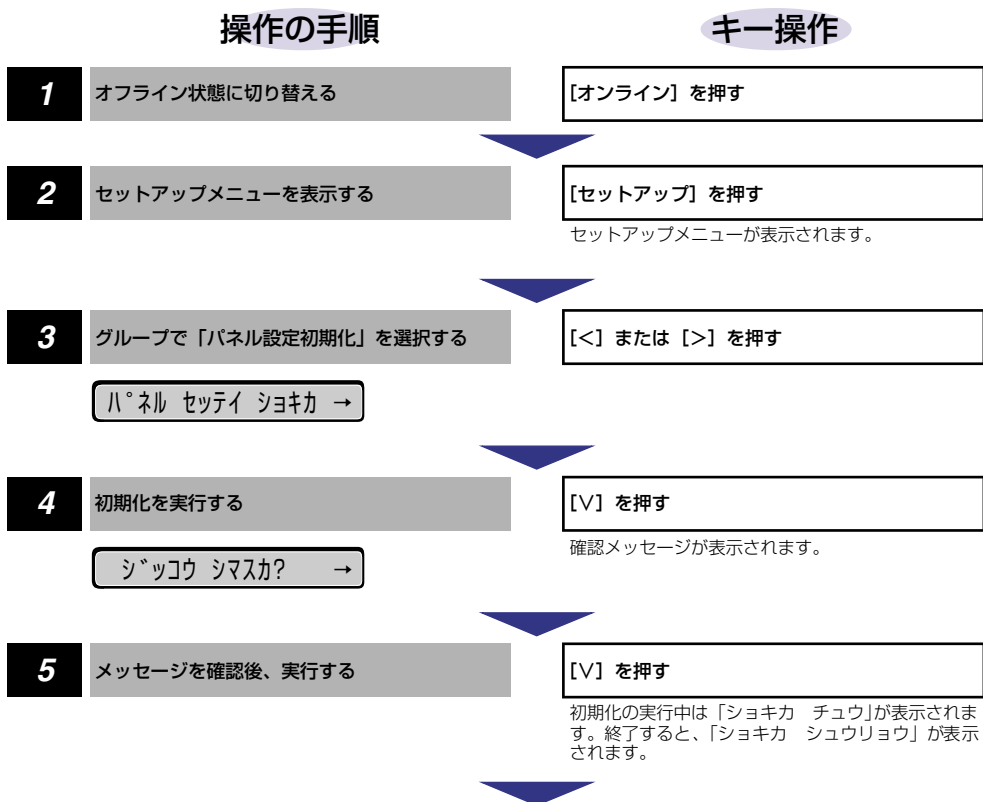 操作の手順
キー操作
1 オフライン状態に切り替える
[オンライン] を押す
2 セットアップメニューを表示する
[セットアップ] を押す
セットアップメニューが表示されます。
3 グループで「パネル設定初期化」を選択する
[<] または [>] を押す
ﾊﾟﾈﾙ ｾｯﾃｲ ｼｮｷｶ →
4 初期化を実行する
[∨] を押す
確認メッセージが表示されます。
ｼﾞｯｺｳ ｼﾏｽｶ? →
5 メッセージを確認後、実行する
[∨] を押す
初期化の実行中は「ショキカ　チュウ」が表示されま
す。終了すると、「ショキカ　シュウリョウ」が表示
されます。